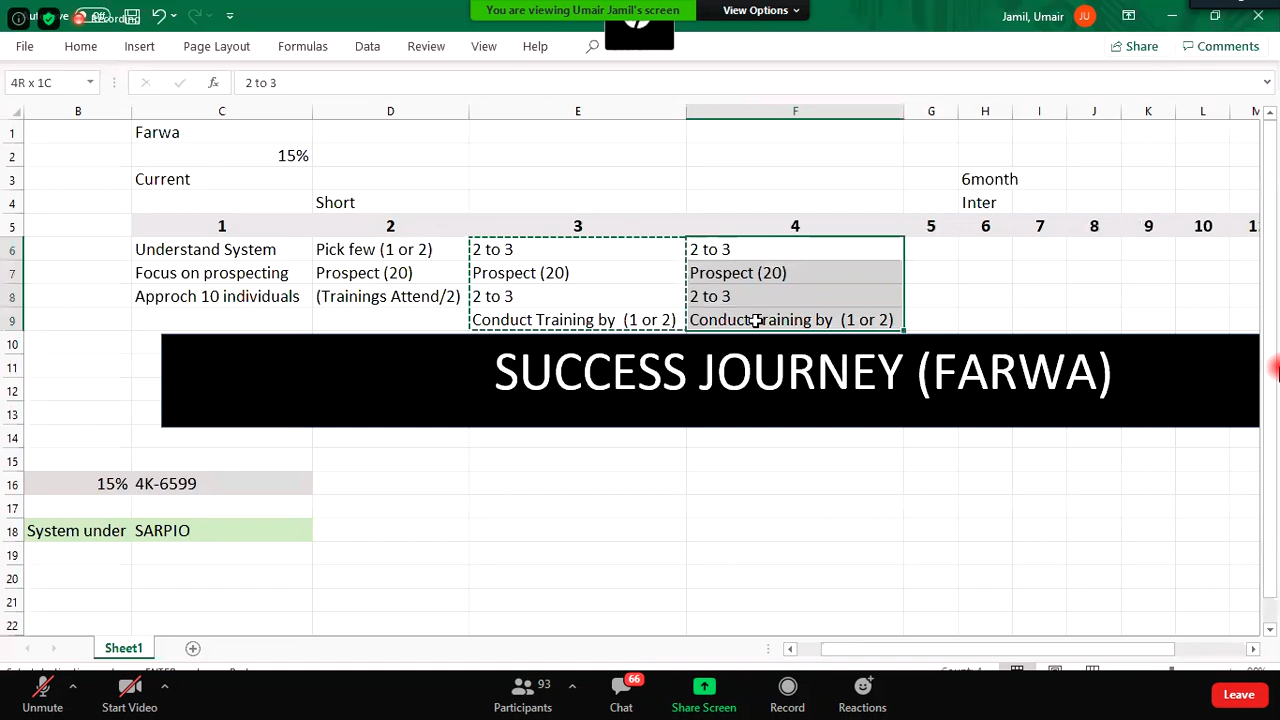 Off
Recording
You are viewing Umair Jamil's screen
View Options
Jamil, Umair
JU
File
Home
Insert
Page Layout
Formulas
Data
Review
View
Help
Share
Comments
4R x 1C
fx
2 to 3
B C D E F G H I J K L M
1 Farwa
2 15%
3 Current 6month
4 Short Inter
5 1 2 3 4 5 6 7 8 9 10
6 Understand System Pick few (1 or 2) 2 to 3 2 to 3
7 Focus on prospecting Prospect (20) Prospect (20) Prospect (20)
8 Approch 10 individuals (Trainings Attend/2) 2 to 3 2 to 3
9 Conduct Training by (1 or 2) Conduct Training by (1 or 2)
10
11 SUCCESS JOURNEY (FARWA)
12
13
14
15
16 15% 4K-6599
17
18 System under SARPIO
19
20
21
22
Sheet1
Unmute
Start Video
93
Participants
66
Chat
Share Screen
Record
Reactions
Leave